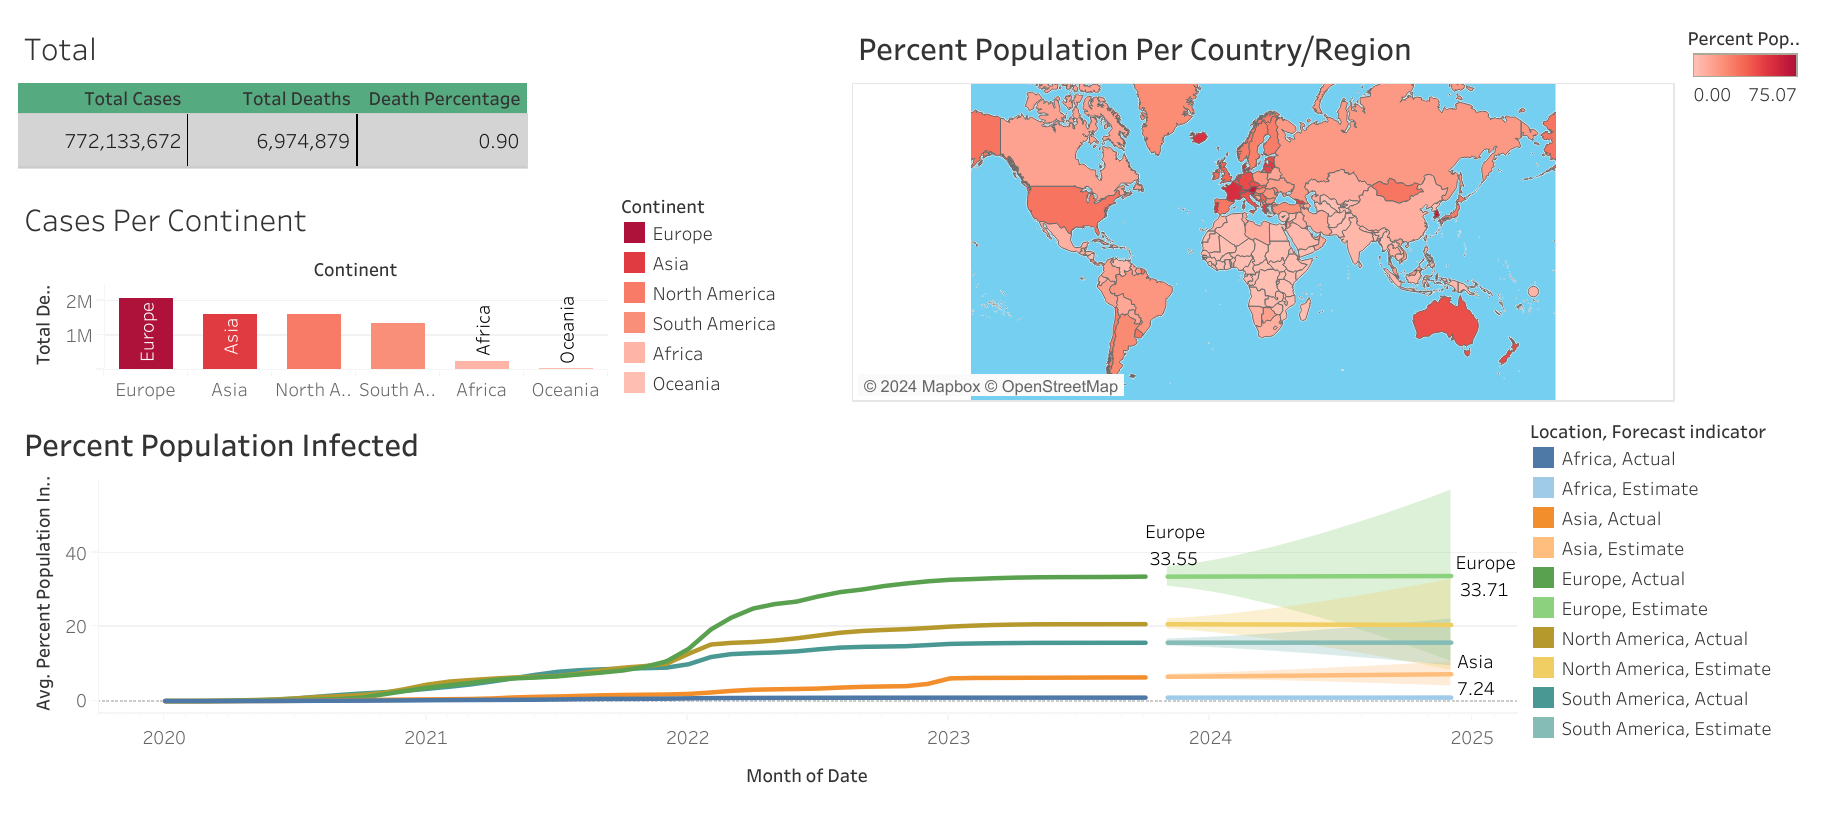 Total
Total Cases Total Deaths Death Percentage
772,133,672 6,974,879 0.90
Cases Per Continent
Continent
Total De..
2M
1M
Europe
Asia
Africa
Oceania
Europe Asia North A.. South A.. Africa Oceania
Continent
Europe
Asia
North America
South America
Africa
Oceania
Percent Population Per Country/Region
© 2024 Mapbox © OpenStreetMap
Percent Pop..
0.00 75.07
Percent Population Infected
Avg. Percent Population In..
40
20
0
Europe
33.55
Europe
33.71
Asia
7.24
2020 2021 2022 2023 2024 2025
Month of Date
Location, Forecast indicator
Africa, Actual
Africa, Estimate
Asia, Actual
Asia, Estimate
Europe, Actual
Europe, Estimate
North America, Actual
North America, Estimate
South America, Actual
South America, Estimate